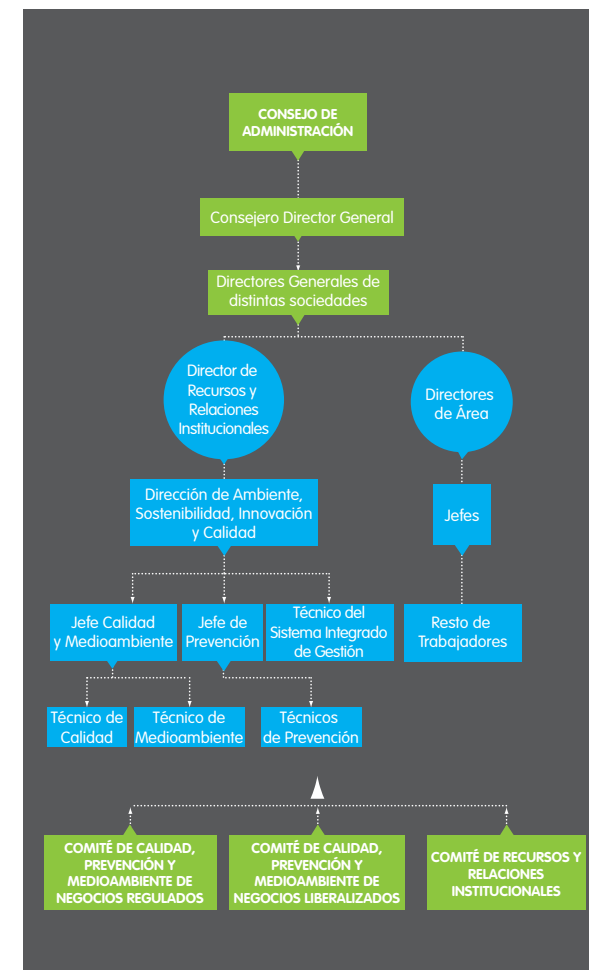 CONSEJO DE
ADMINISTRACIÓN
Consejero Director General
Directores Generales de
distintas sociedades
Director de
Recursos y
Relaciones
Institucionales
Directores
de Área
Dirección de Ambiente,
Sostenibilidad, Innovación
y Calidad
Jefes
Jefe Calidad
y Medioambiente
Jefe de
Prevención
Técnico del
Sistema Integrado
de Gestión
Resto de
Trabajadores
Técnico de
Calidad
Técnico de
Medioambiente
Técnicos
de Prevención
COMITÉ DE CALIDAD,
PREVENCIÓN Y
MEDIOAMBIENTE DE
NEGOCIOS REGULADOS
COMITÉ DE CALIDAD,
PREVENCIÓN Y
MEDIOAMBIENTE DE
NEGOCIOS LIBERALIZADOS
COMITÉ DE RECURSOS Y
RELACIONES
INSTITUCIONALES